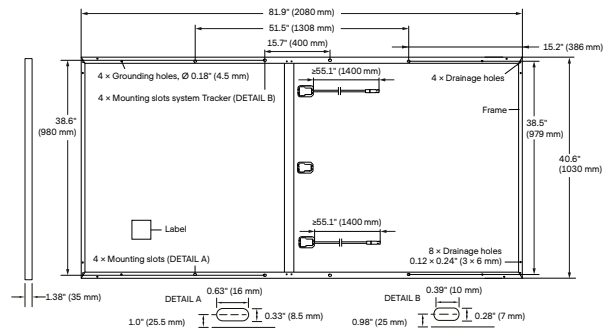 81.9" (2080 mm)
51.5" (1308 mm)
15.7" (400 mm)
15.2" (386 mm)
4 × Grounding holes, Ø 0.18" (4.5 mm)
≥55.1" (1400 mm)
4 × Drainage holes
4 × Mounting slots system Tracker (DETAIL B)
Frame
38.6"
(980 mm)
38.5"
(979 mm)
40.6"
(1030 mm)
Label
≥55.1" (1400 mm)
4 × Mounting slots (DETAIL A)
8 × Drainage holes
0.12 × 0.24" (3 × 6 mm)
1.38" (35 mm)
DETAIL A
0.63" (16 mm)
0.33" (8.5 mm)
1.0" (25.5 mm)
DETAIL B
0.39" (10 mm)
0.28" (7 mm)
0.98" (25 mm)